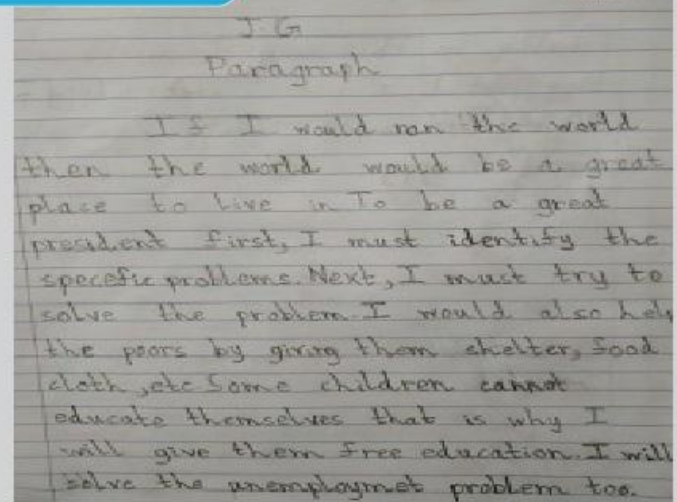 J.G
Paragraph
If I would ran the world
then the world would be a great
place to live in To be a great
president first, I must identify the
specefic problems. Next, I must try to
solve the problem. I would also help
the poors by giving them shelter, food
cloth, etc Some children cannot
educate themselves that is why I
will give them free education. I will
solve the unemploymet problem too.